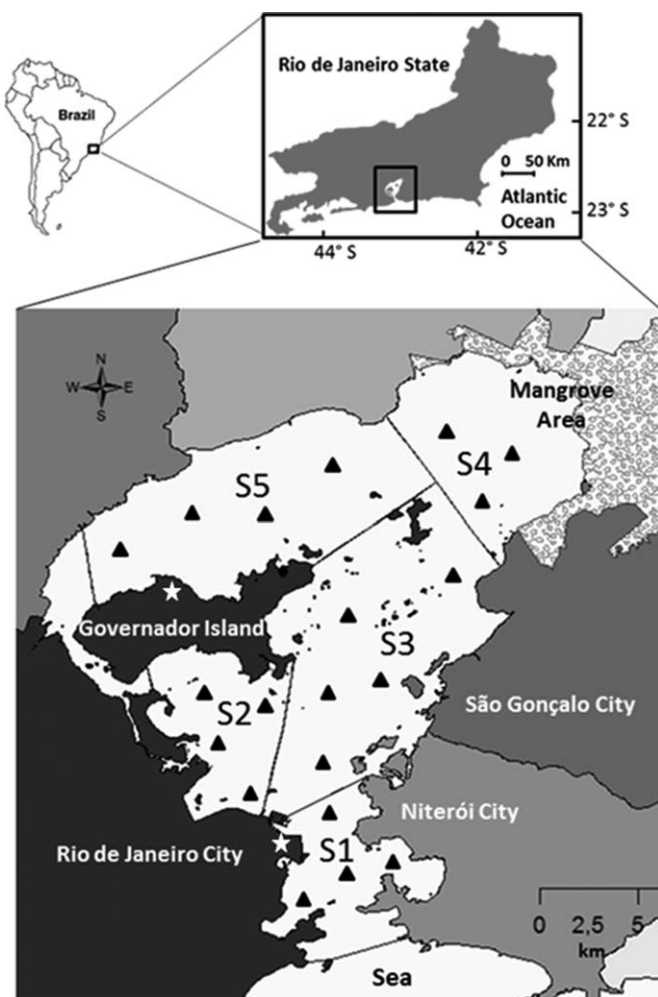 Brazil
Rio de Janeiro State
22° S
0 50 Km
Atlantic
Ocean
23° S
44° S
42° S
N
W E
S
Mangrove
Area
S4
S5
Governador Island
S3
S2
São Gonçalo City
Niterói City
Rio de Janeiro City
S1
0 2,5 5
km
Sea